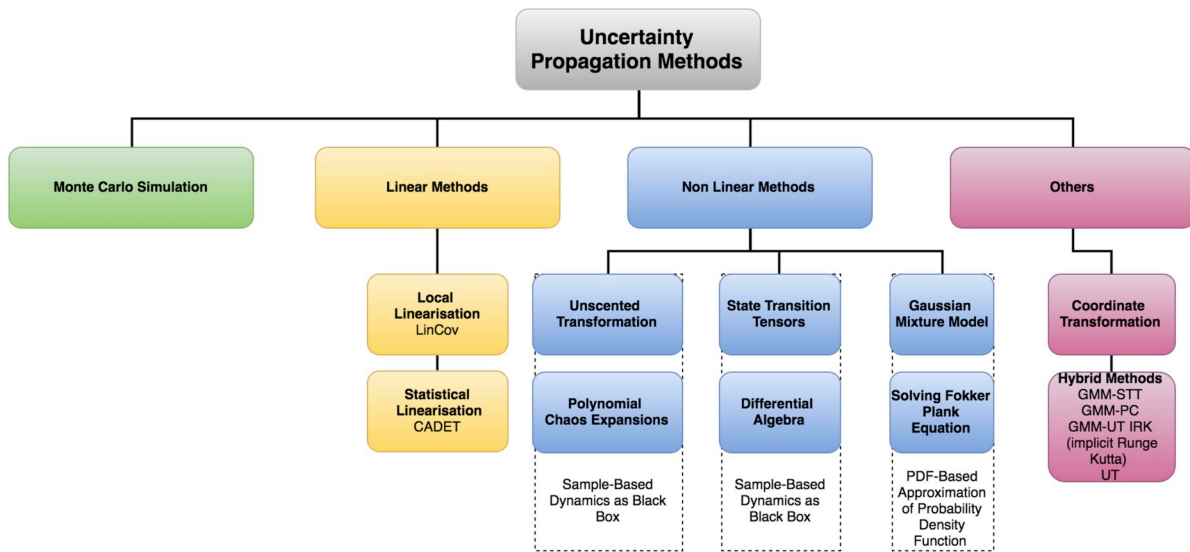 Uncertainty
Propagation Methods
Monte Carlo Simulation
Linear Methods
Non Linear Methods
Others
Local
Linearisation
LinCov
Statistical
Linearisation
CADET
Unscented
Transformation
Polynomial
Chaos Expansions
Sample-Based
Dynamics as Black
Box
State Transition
Tensors
Differential
Algebra
Sample-Based
Dynamics as
Black Box
Gaussian
Mixture Model
Solving Fokker
Plank
Equation
PDF-Based
Approximation
of Probability
Density
Function
Coordinate
Transformation
Hybrid Methods
GMM-STT
GMM-PC
GMM-UT IRK
(implicit Runge
Kutta)
UT